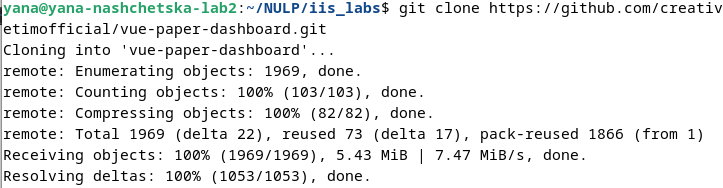 yana@yana-nashchetska-lab2:~/NULP/iis_labs$ git clone https://github.com/creativ
etimofficial/vue-paper-dashboard.git
Cloning into 'vue-paper-dashboard'...
remote: Enumerating objects: 1969, done.
remote: Counting objects: 100% (103/103), done.
remote: Compressing objects: 100% (82/82), done.
remote: Total 1969 (delta 22), reused 73 (delta 17), pack-reused 1866 (from 1)
Receiving objects: 100% (1969/1969), 5.43 MiB | 7.47 MiB/s, done.
Resolving deltas: 100% (1053/1053), done.